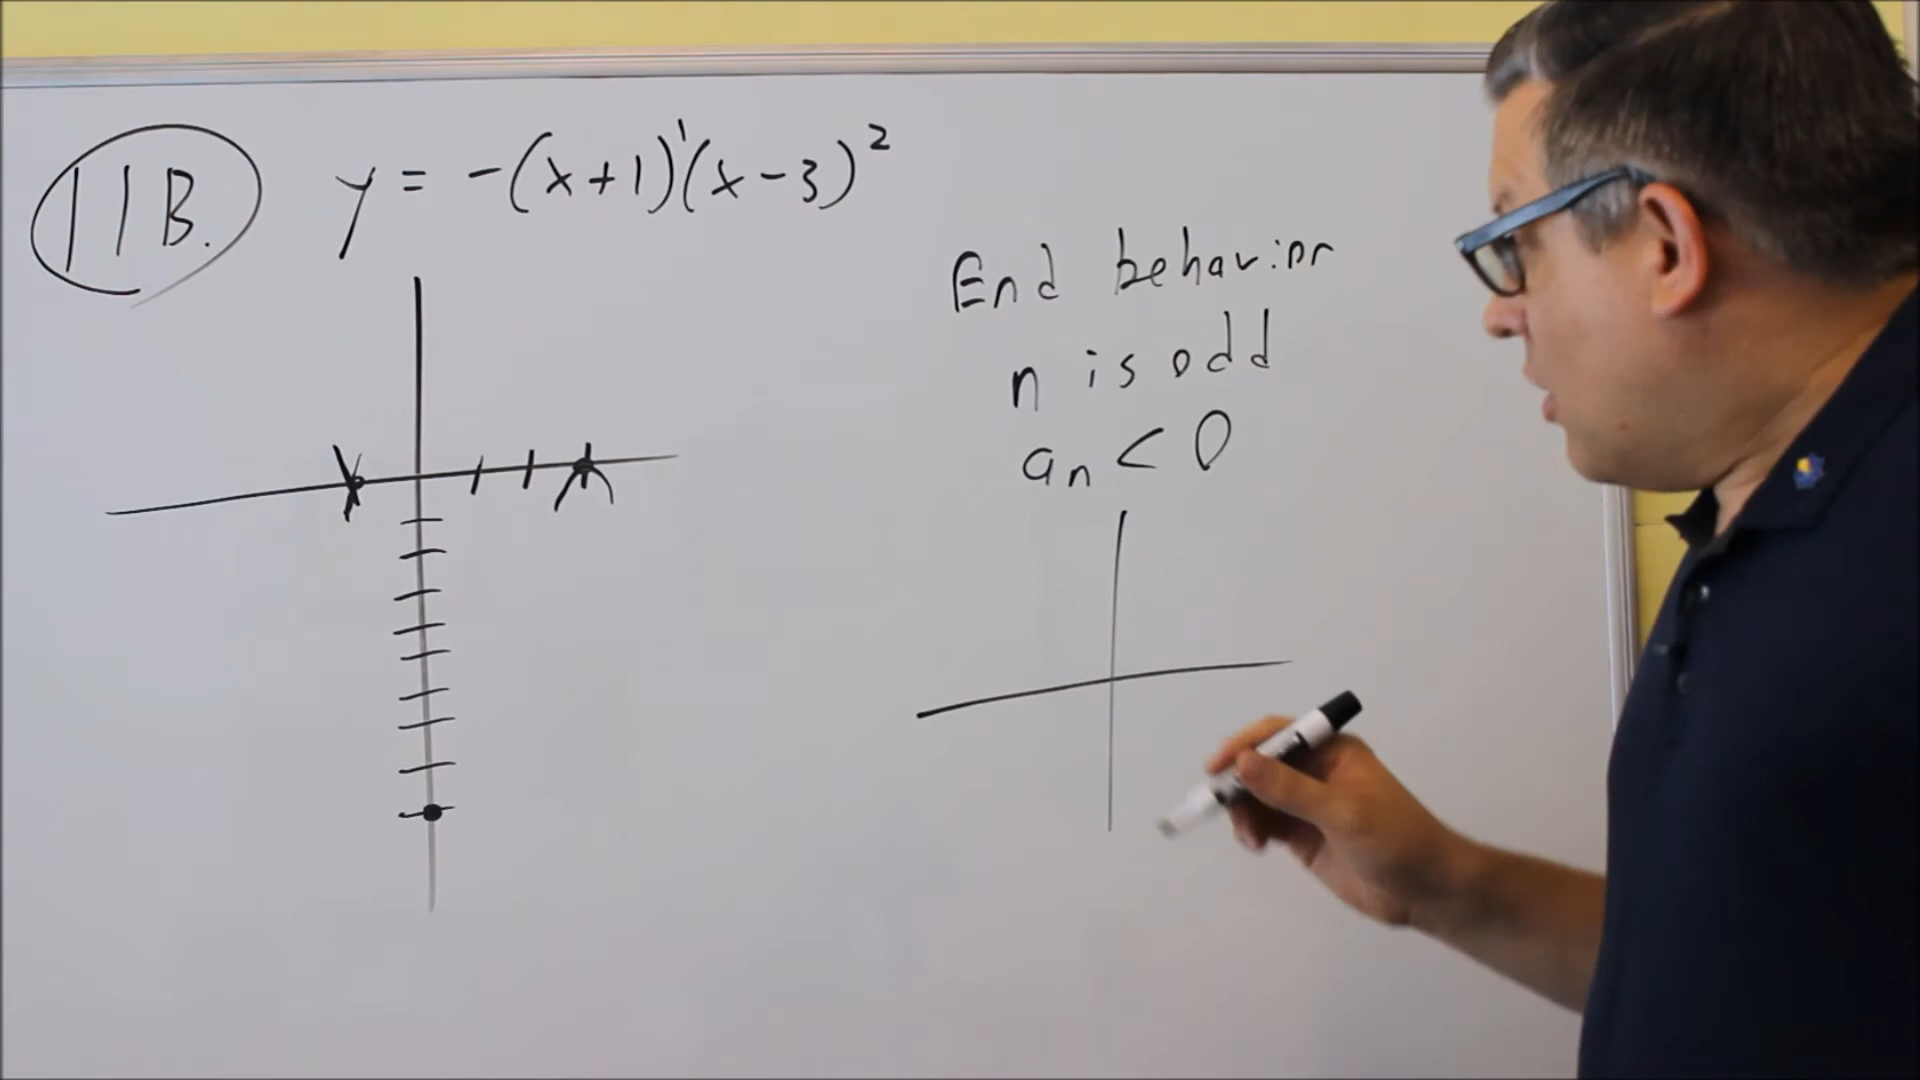 11B. y = -(x+1)¹(x-3)²
End behavior
n is odd
aₙ < 0